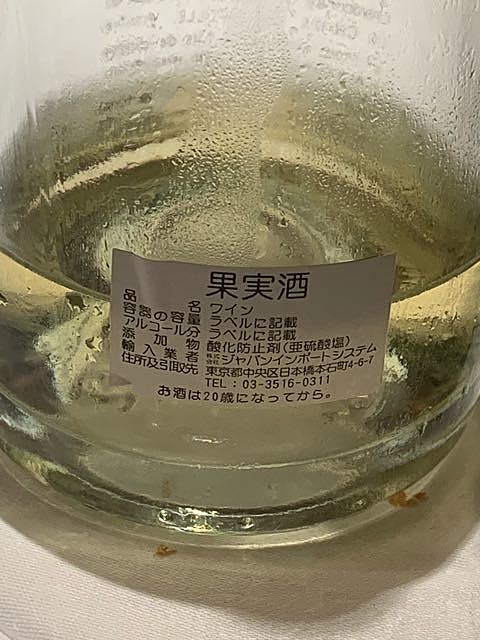 果実酒
品名 ワイン
容器の容量 ラベルに記載
アルコール分 ラベルに記載
添加物 酸化防止剤(亜硫酸塩)
輸入業者 株式会社ジャパンインポートシステム
住所及引取先 東京都中央区日本橋本石町4-6-7
TEL:03-3516-0311
お酒は20歳になってから。